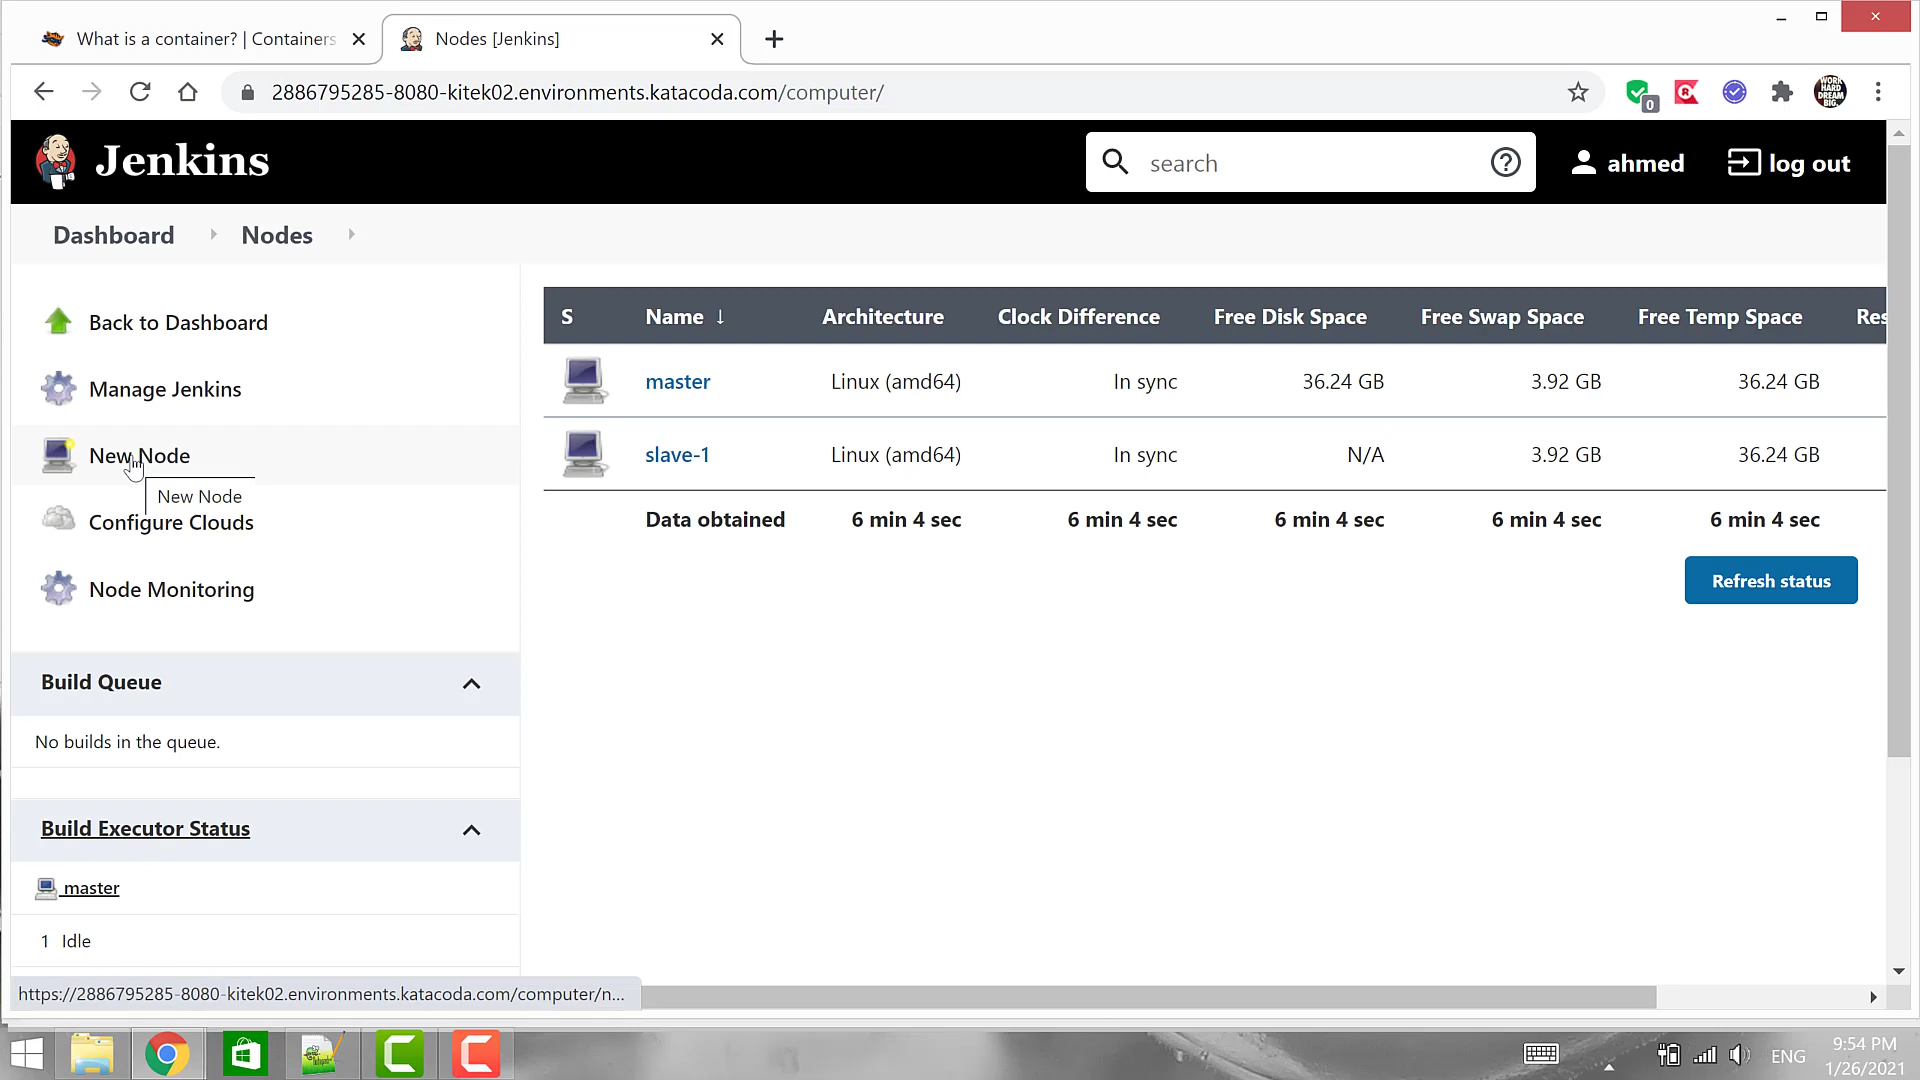 What is a container? | Containers
Nodes [Jenkins]
2886795285-8080-kitek02.environments.katacoda.com/computer/
0
WORK HARD DREAM BIG
Jenkins
search
ahmed
log out
Dashboard
Nodes
Back to Dashboard
Manage Jenkins
New Node
New Node
Configure Clouds
Node Monitoring
S Name ↓ Architecture Clock Difference Free Disk Space Free Swap Space Free Temp Space Res
master Linux (amd64) In sync 36.24 GB 3.92 GB 36.24 GB
slave-1 Linux (amd64) In sync N/A 3.92 GB 36.24 GB
Data obtained 6 min 4 sec 6 min 4 sec 6 min 4 sec 6 min 4 sec 6 min 4 sec
Refresh status
Build Queue
No builds in the queue.
Build Executor Status
master
1 Idle
https://2886795285-8080-kitek02.environments.katacoda.com/computer/n...
ENG
9:54 PM
1/26/2021